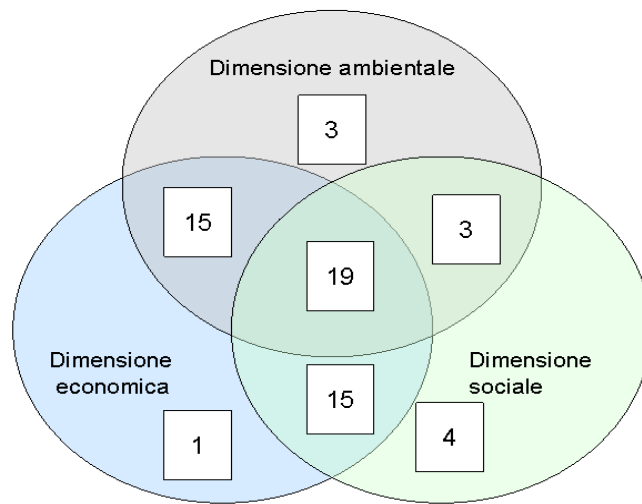 Dimensione ambientale
3
15
3
19
Dimensione
economica
Dimensione
sociale
15
1
4